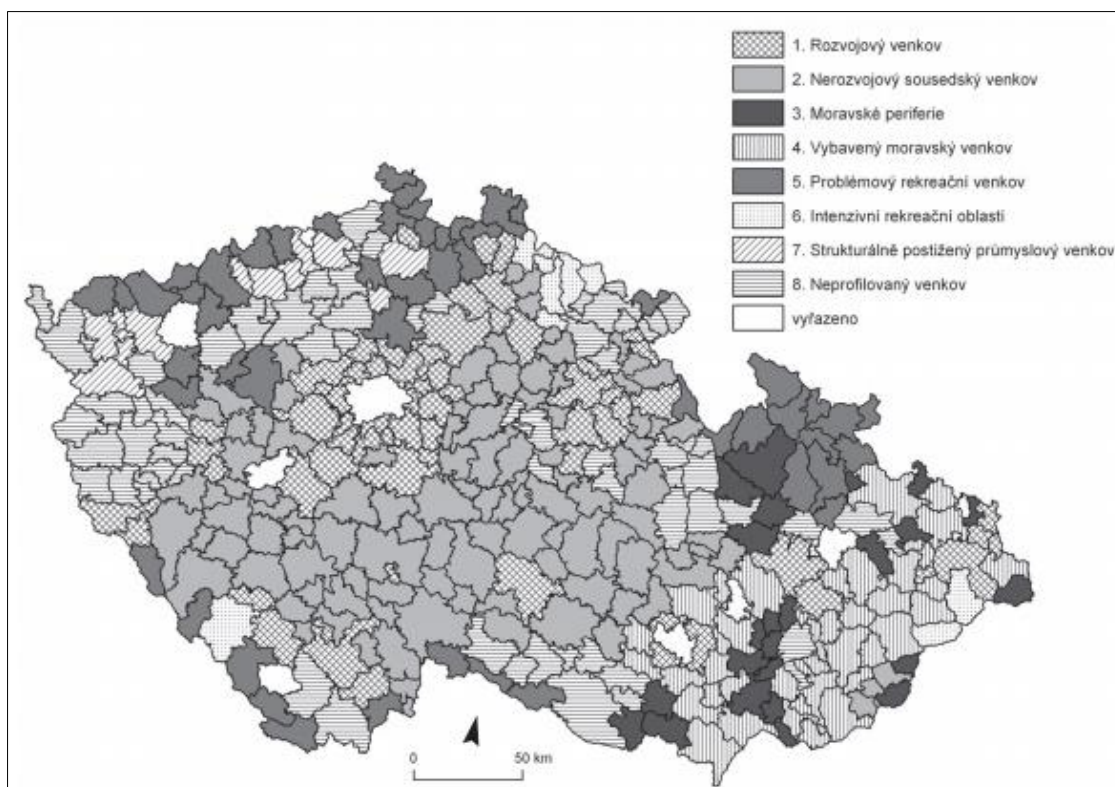 1. Rozvojový venkov
2. Nerozvojový sousedský venkov
3. Moravské periferie
4. Vybavený moravský venkov
5. Problémový rekreační venkov
6. Intenzivní rekreační oblasti
7. Strukturálně postižený průmyslový venkov
8. Neprofilovaný venkov
vyřazeno
0 50 km